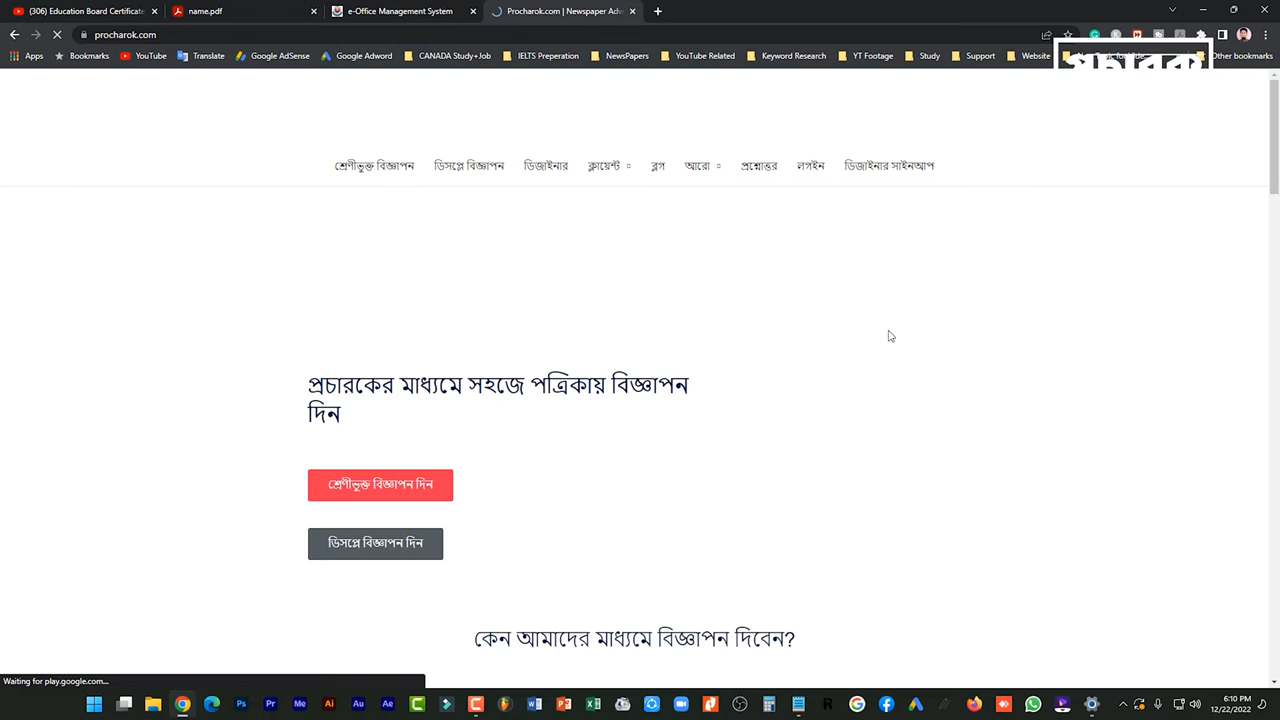 (306) Education Board Certificate
name.pdf
e-Office Management System
Procharok.com | Newspaper Adv
procharok.com
Apps
Bookmarks
YouTube
Translate
Google AdSense
Google Adword
CANADA Study+Job
IELTS Preperation
NewsPapers
YouTube Related
Keyword Research
YT Footage
Study
Support
Website
Other bookmarks
শ্রেণীভুক্ত বিজ্ঞাপন
ডিসপ্লে বিজ্ঞাপন
ডিজাইনার
ক্লায়েন্ট
ব্লগ
আরো
প্রশ্নোত্তর
লগইন
ডিজাইনার সাইনআপ
প্রচারকের মাধ্যমে সহজে পত্রিকায় বিজ্ঞাপন
দিন
শ্রেণীভুক্ত বিজ্ঞাপন দিন
ডিসপ্লে বিজ্ঞাপন দিন
কেন আমাদের মাধ্যমে বিজ্ঞাপন দিবেন?
Waiting for play.google.com...
6:10 PM
12/22/2022